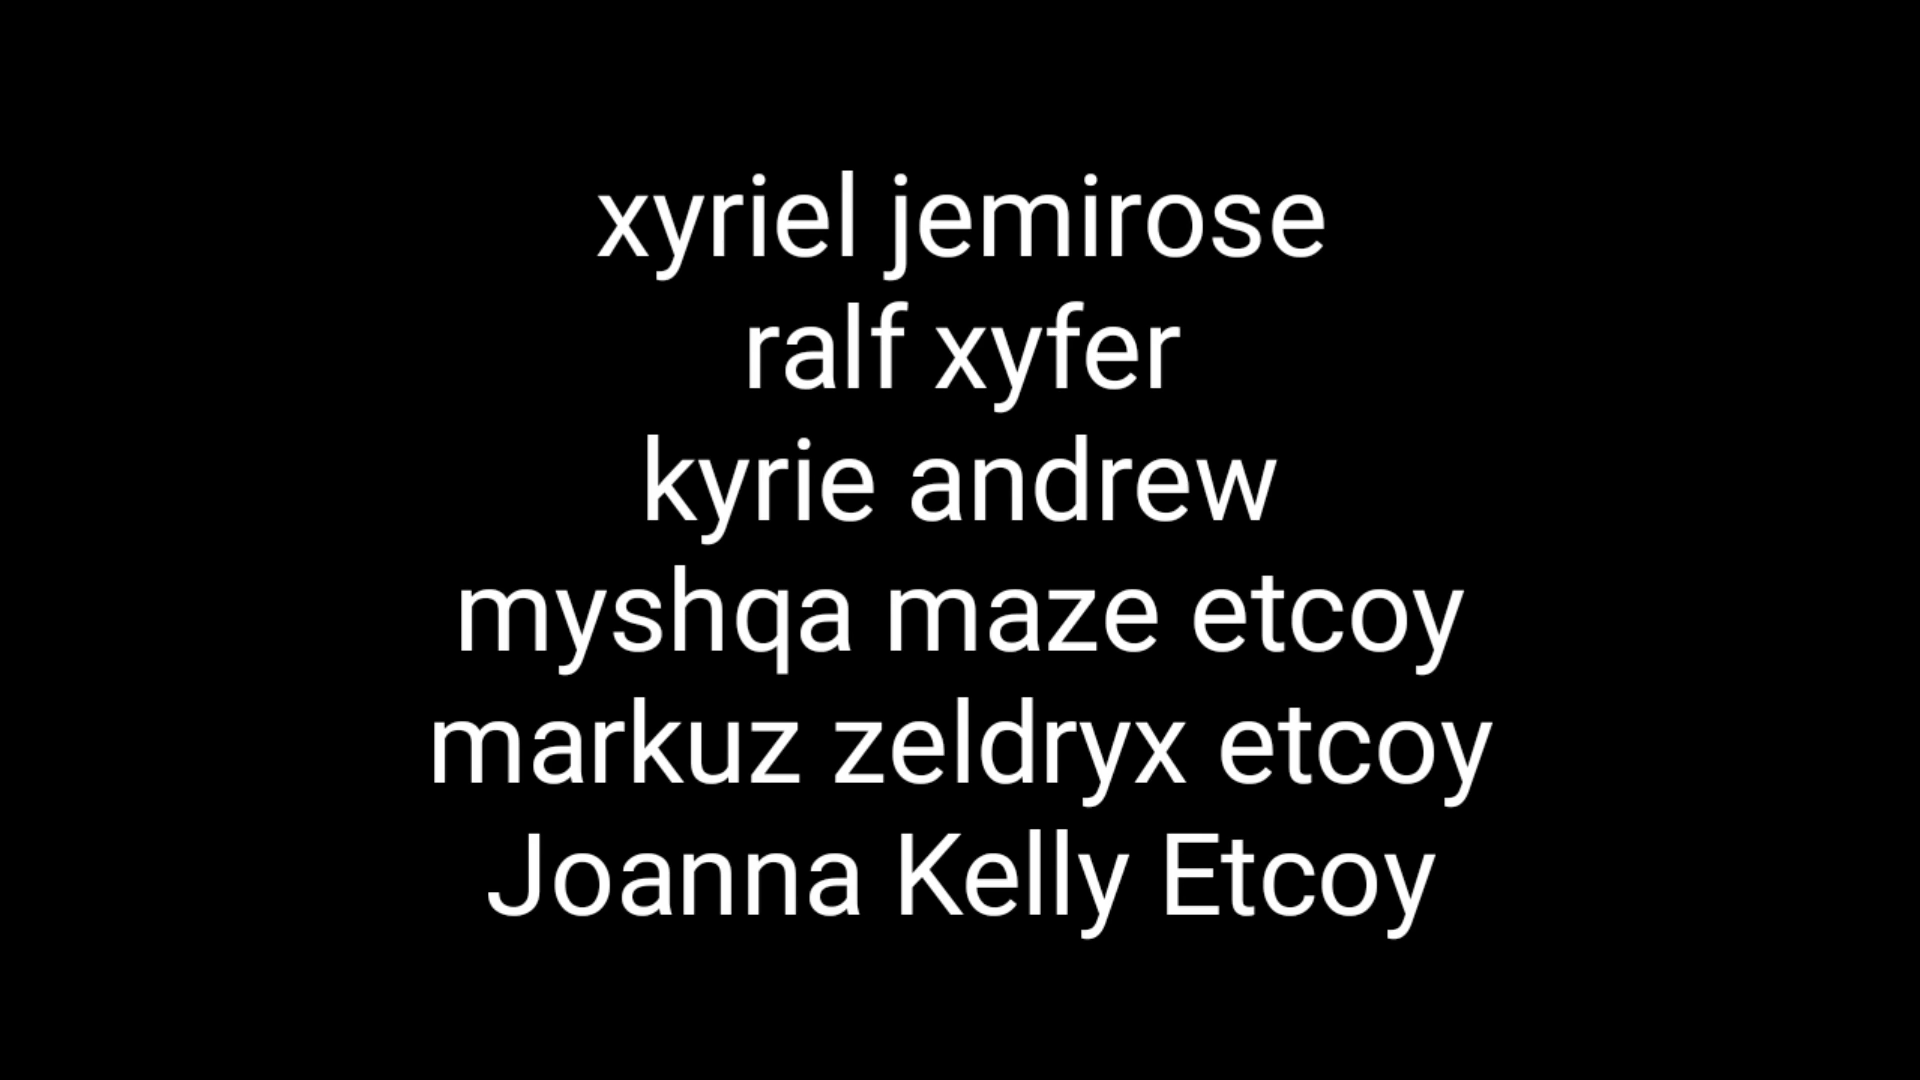 xyriel jemirose
ralf xyfer
kyrie andrew
myshqa maze etcoy
markuz zeldryx etcoy
Joanna Kelly Etcoy